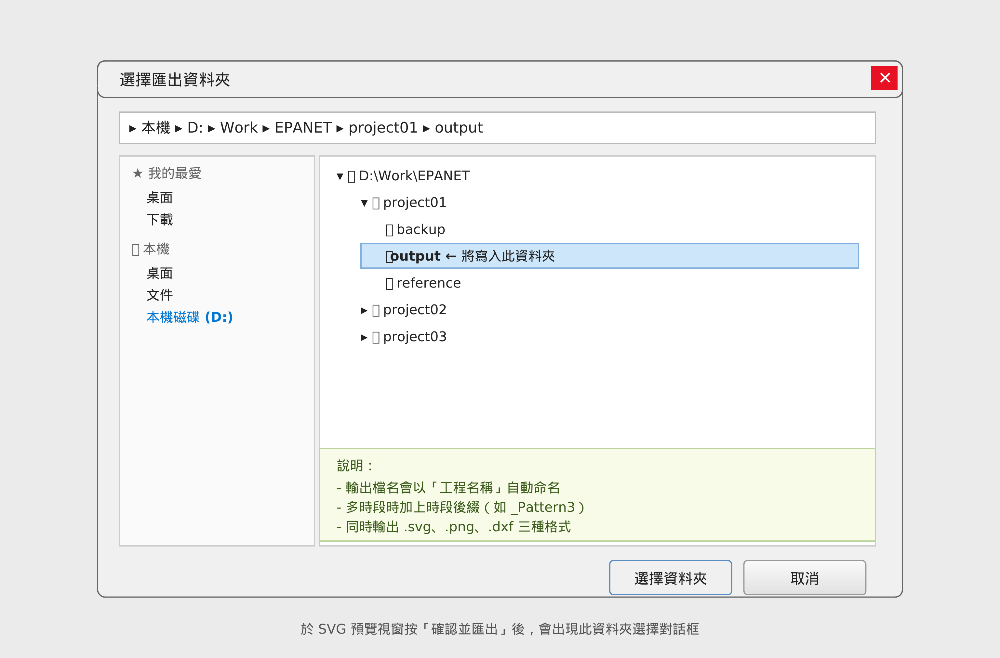 選擇匯出資料夾
✕
▸ 本機 ▸ D: ▸ Work ▸ EPANET ▸ project01 ▸ output
★ 我的最愛
桌面
下載
本機
桌面
文件
本機磁碟 (D:)
▾ D:\Work\EPANET
▾ project01
backup
output ← 將寫入此資料夾
reference
▸ project02
▸ project03
說明：
- 輸出檔名會以「工程名稱」自動命名
- 多時段時加上時段後綴（如 _Pattern3）
- 同時輸出 .svg、.png、.dxf 三種格式
選擇資料夾
取消
於 SVG 預覽視窗按「確認並匯出」後，會出現此資料夾選擇對話框